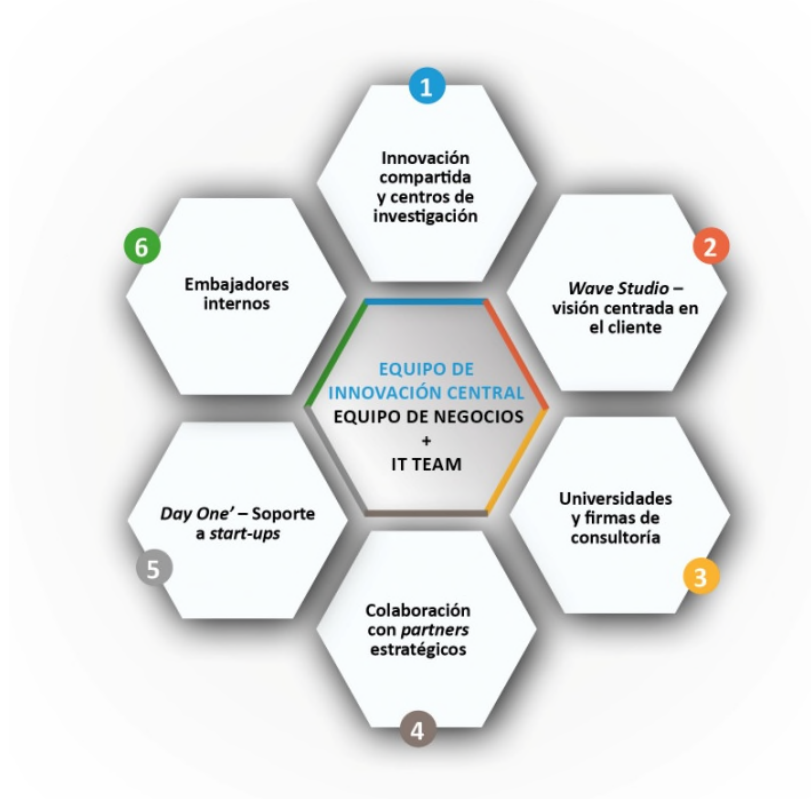 1
Innovación
compartida
y centros de
investigación
2
Wave Studio –
visión centrada en
el cliente
3
Universidades
y firmas de
consultoría
4
Colaboración
con partners
estratégicos
5
Day One’ – Soporte
a start-ups
6
Embajadores
internos
EQUIPO DE
INNOVACIÓN CENTRAL
EQUIPO DE NEGOCIOS
+
IT TEAM